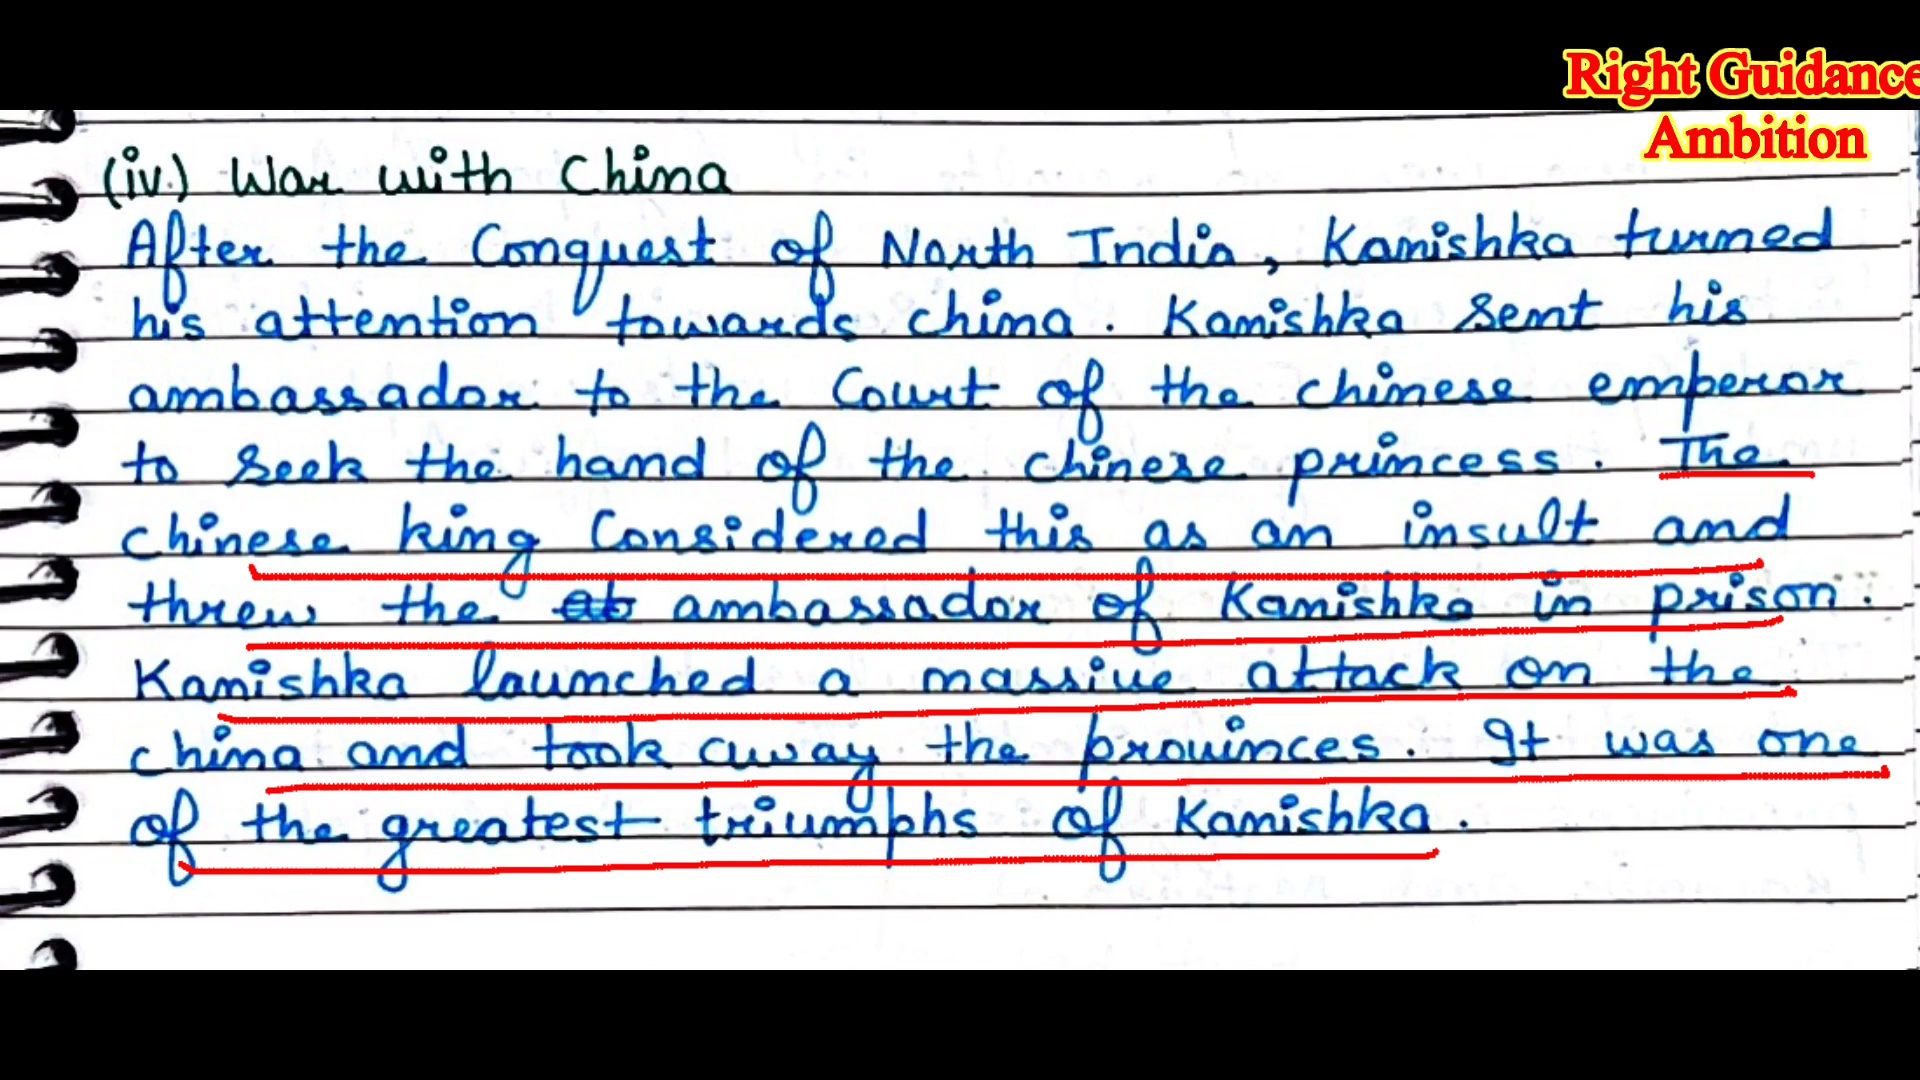 Right Guidance
Ambition
(iv.) War with China
After the Conquest of North India, Kanishka turned
his attention towards china. Kanishka sent his
ambassador to the Court of the chinese emperor
to seek the hand of the chinese princess. The
chinese king Considered this as an insult and
threw the ambassador of Kanishka in prison.
Kanishka launched a massive attack on the
china and took away the provinces. It was one
of the greatest triumphs of Kanishka.